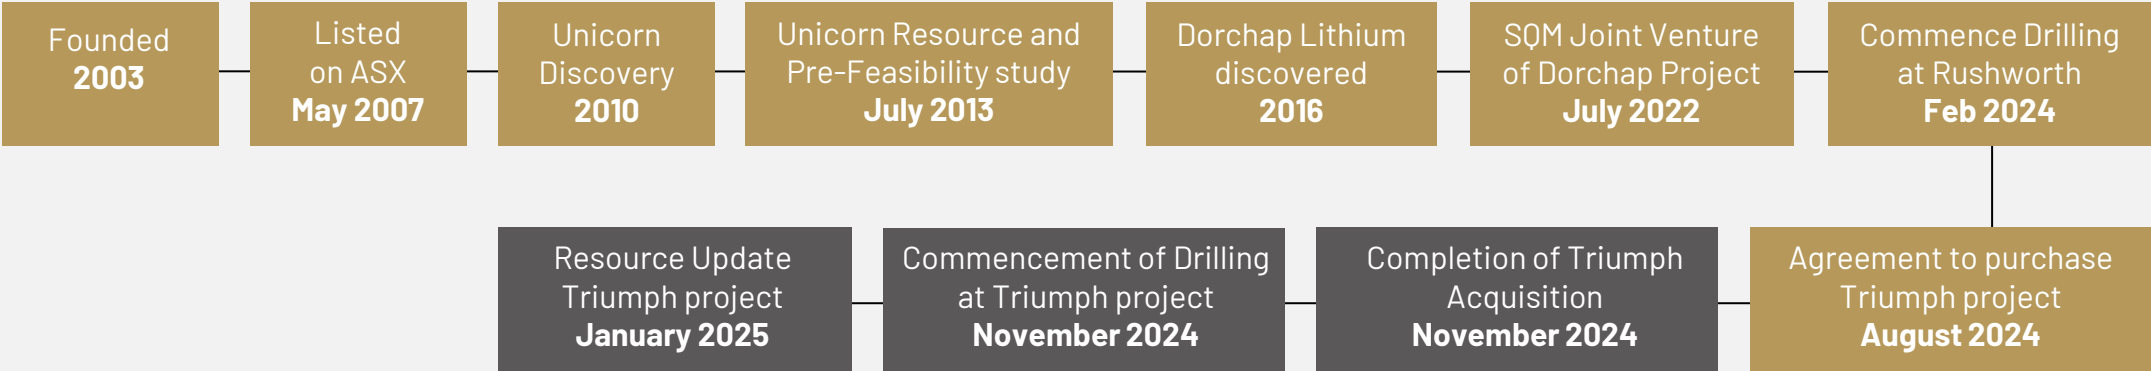 Founded
2003
Listed
on ASX
May 2007
Unicorn
Discovery
2010
Unicorn Resource and
Pre-Feasibility study
July 2013
Dorchap Lithium
discovered
2016
SQM Joint Venture
of Dorchap Project
July 2022
Commence Drilling
at Rushworth
Feb 2024
Agreement to purchase
Triumph project
August 2024
Completion of Triumph
Acquisition
November 2024
Commencement of Drilling
at Triumph project
November 2024
Resource Update
Triumph project
January 2025